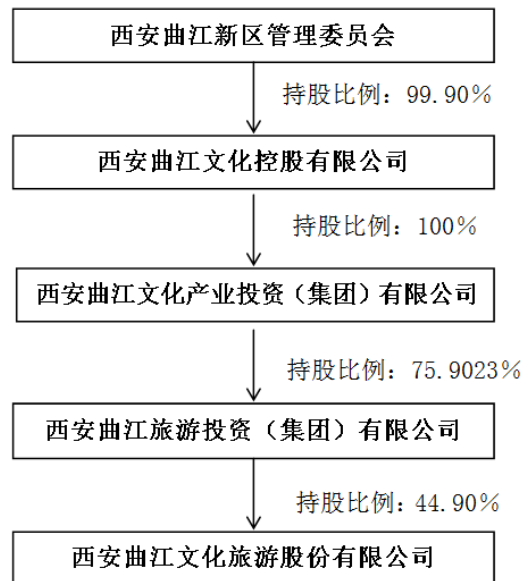 西安曲江新区管理委员会
持股比例：99.90%
西安曲江文化控股有限公司
持股比例：100%
西安曲江文化产业投资（集团）有限公司
持股比例：75.9023%
西安曲江旅游投资（集团）有限公司
持股比例：44.90%
西安曲江文化旅游股份有限公司